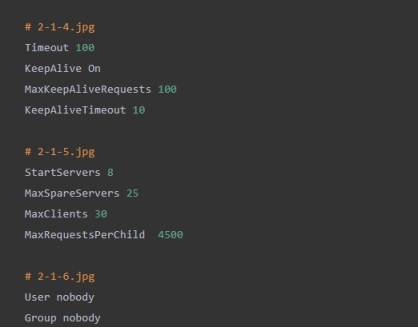 # 2-1-4.jpg
Timeout 100
KeepAlive On
MaxKeepAliveRequests 100
KeepAliveTimeout 10
# 2-1-5.jpg
StartServers 8
MaxSpareServers 25
MaxClients 30
MaxRequestsPerChild  4500
# 2-1-6.jpg
User nobody
Group nobody